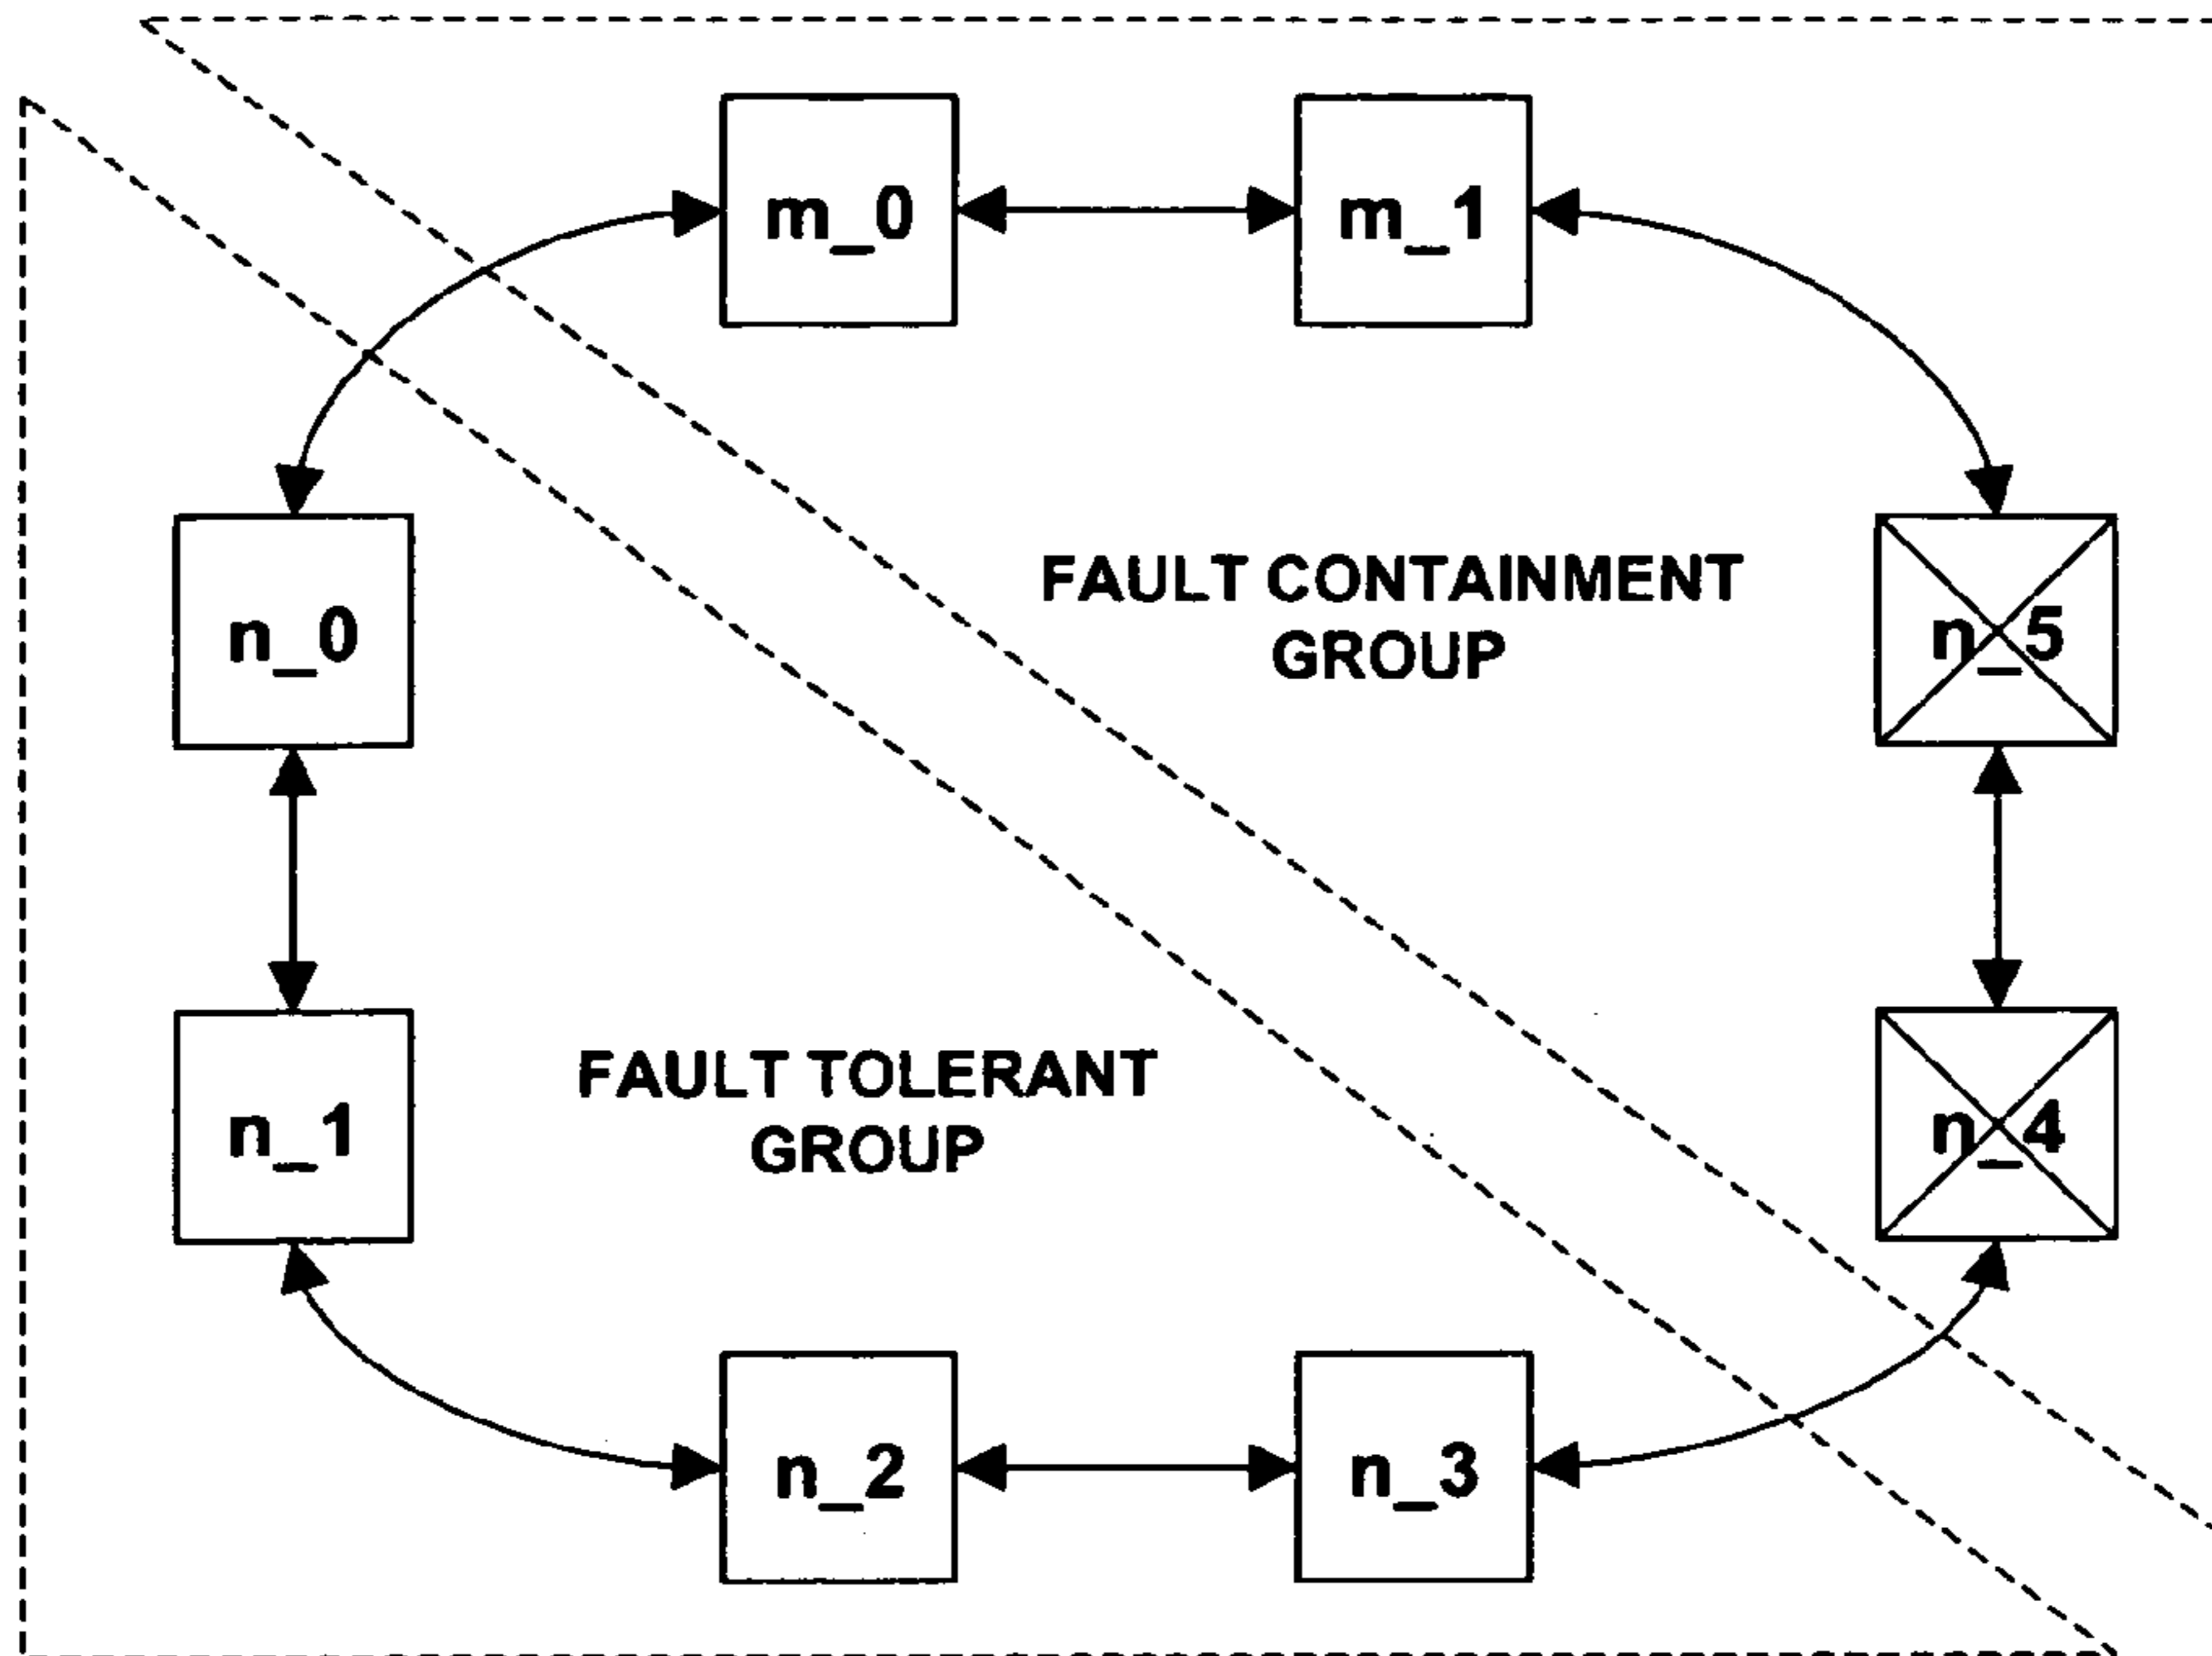 m_0
m_1
FAULT CONTAINMENT
GROUP
n_0
n_5
FAULT TOLERANT
GROUP
n_1
n_4
n_2
n_3